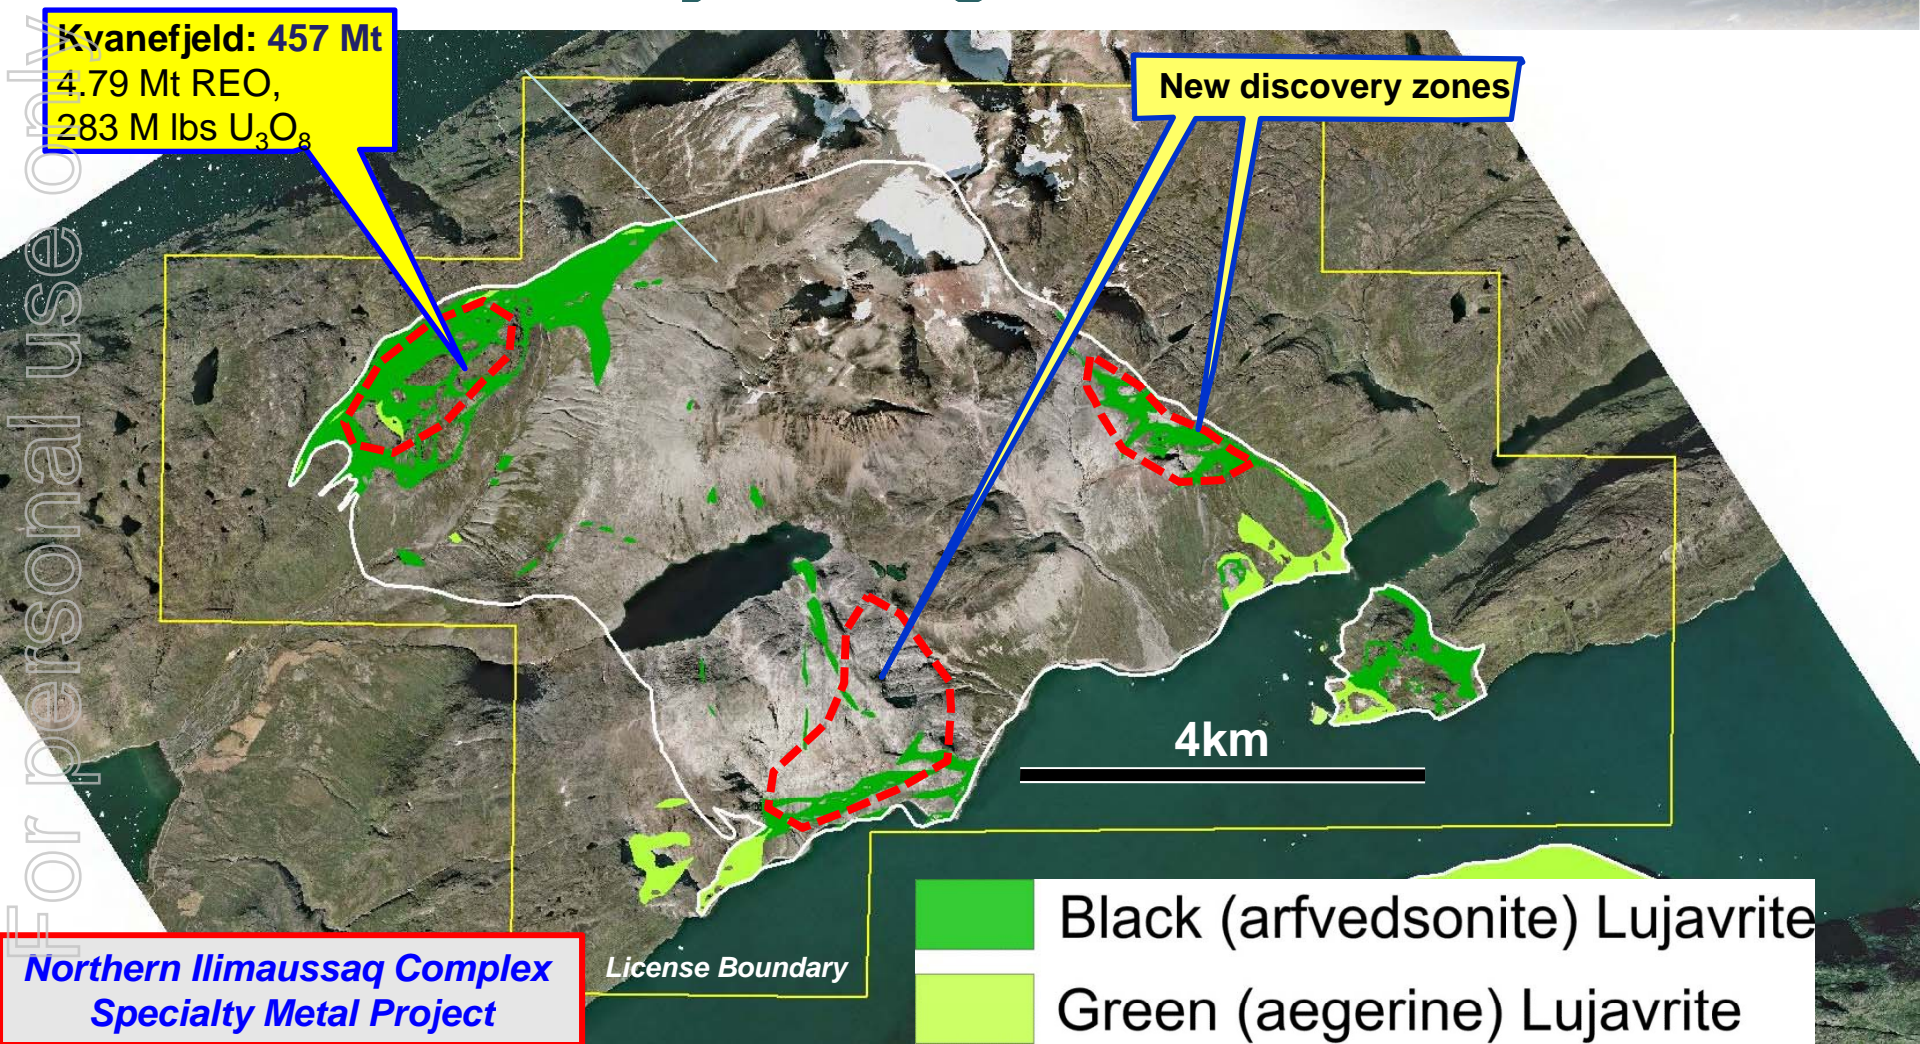 For personal use only
Kvanefjeld: 457 Mt
4.79 Mt REO,
283 M lbs U₃O₈
New discovery zones
4km
License Boundary
Black (arfvedsonite) Lujavrite
Green (aegerine) Lujavrite
Northern Ilimaussaq Complex
Specialty Metal Project